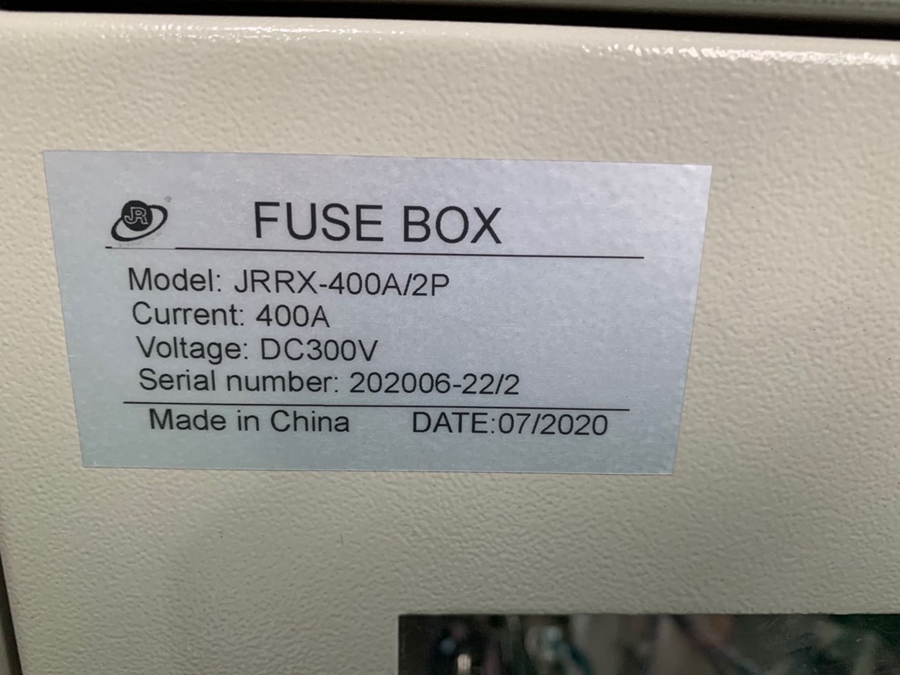 JR
FUSE BOX
Model: JRRX-400A/2P
Current: 400A
Voltage: DC300V
Serial number: 202006-22/2
Made in China DATE:07/2020